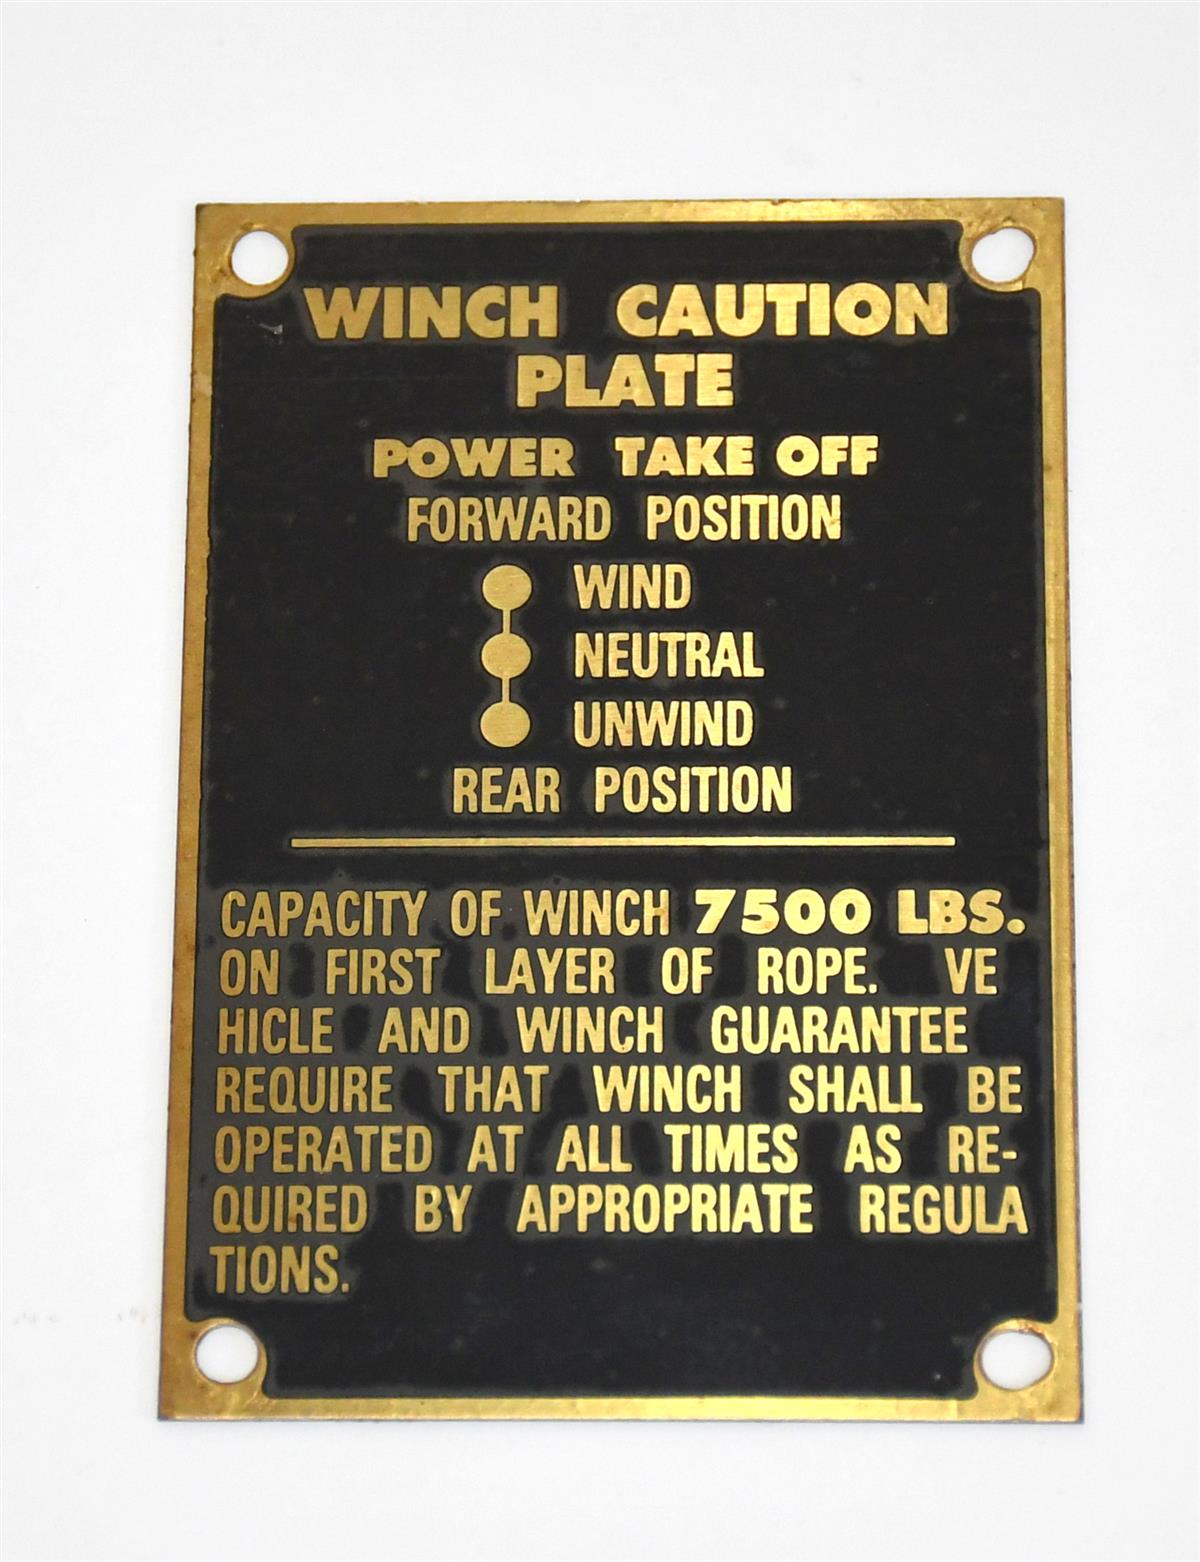 WINCH CAUTION
PLATE
POWER TAKE OFF
FORWARD POSITION
WIND
NEUTRAL
UNWIND
REAR POSITION
CAPACITY OF WINCH 7500 LBS.
ON FIRST LAYER OF ROPE. VE
HICLE AND WINCH GUARANTEE
REQUIRE THAT WINCH SHALL BE
OPERATED AT ALL TIMES AS RE-
QUIRED BY APPROPRIATE REGULA
TIONS.